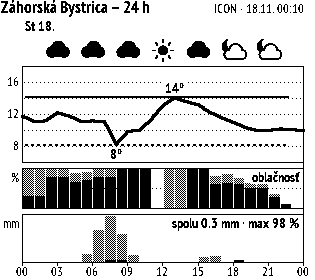 Záhorská Bystrica – 24 h
ICON · 18.11. 00:10
St 18.
16
14°
12
8
8°
%
oblačnosť
mm
spolu 0.3 mm · max 98 %
00 03 06 09 12 15 18 21 00